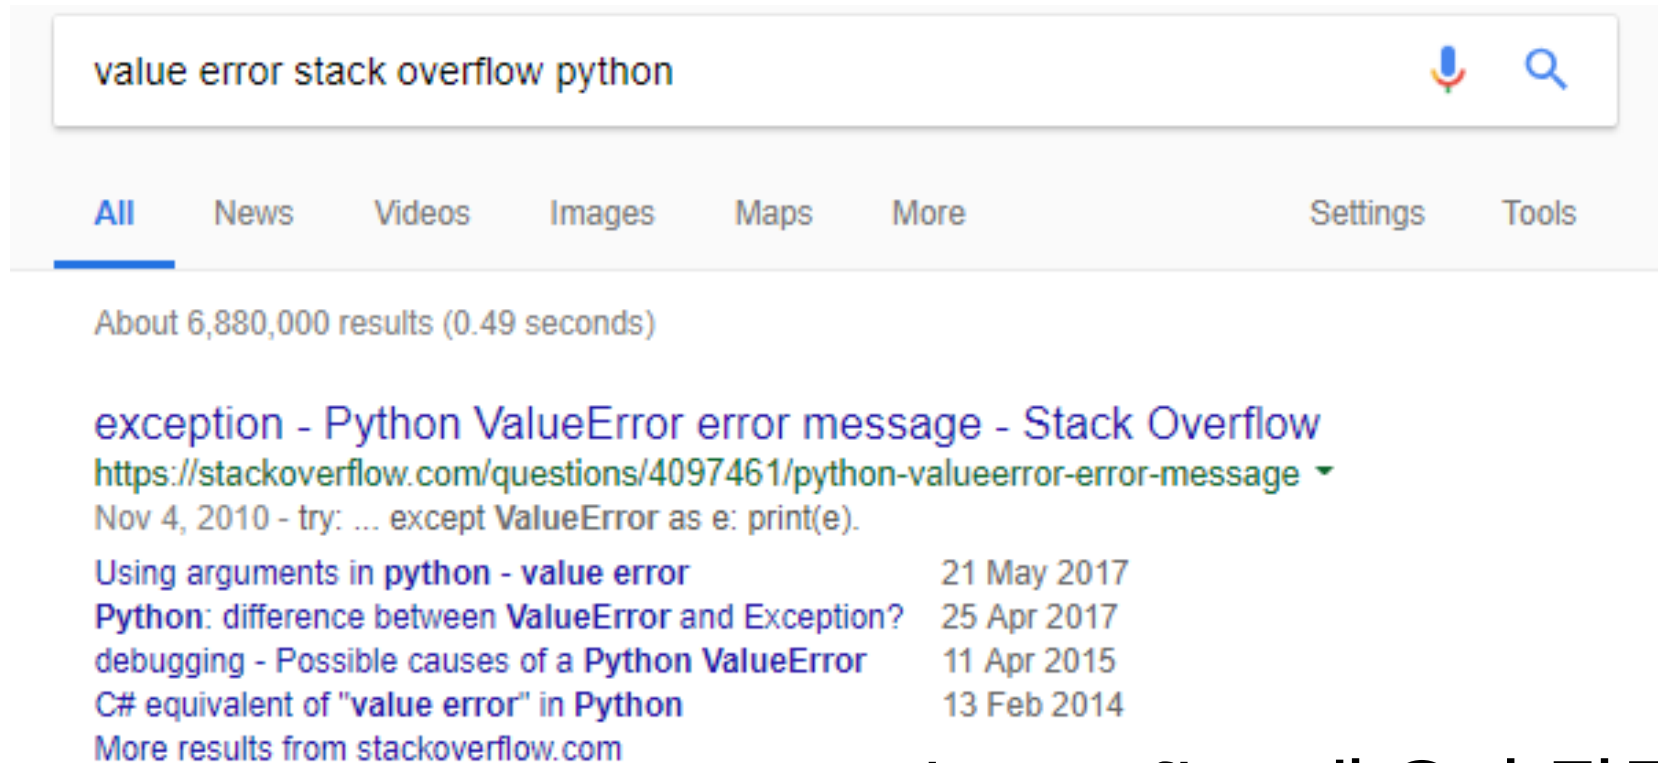 value error stack overflow python
All News Videos Images Maps More Settings Tools
About 6,880,000 results (0.49 seconds)
exception - Python ValueError error message - Stack Overflow
https://stackoverflow.com/questions/4097461/python-valueerror-error-message
Nov 4, 2010 - try: ... except ValueError as e: print(e).
Using arguments in python - value error 21 May 2017
Python: difference between ValueError and Exception? 25 Apr 2017
debugging - Possible causes of a Python ValueError 11 Apr 2015
C# equivalent of "value error" in Python 13 Feb 2014
More results from stackoverflow.com